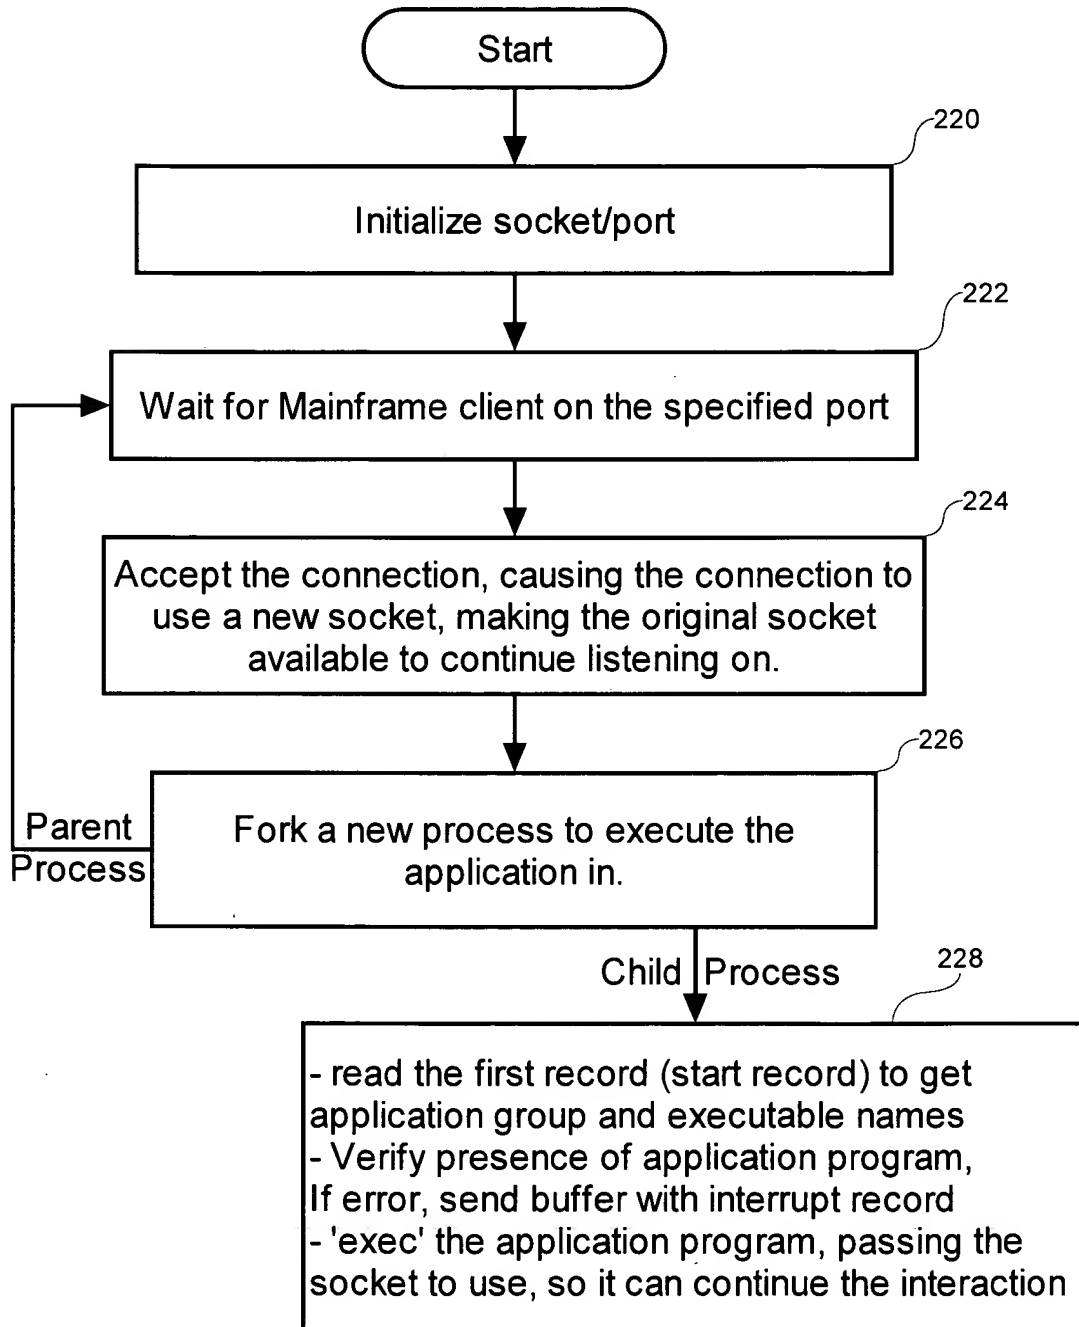 Start
220
Initialize socket/port
222
Wait for Mainframe client on the specified port
224
Accept the connection, causing the connection to
use a new socket, making the original socket
available to continue listening on.
226
Parent
Process
Fork a new process to execute the
application in.
Child Process
228
- read the first record (start record) to get
application group and executable names
- Verify presence of application program,
If error, send buffer with interrupt record
- 'exec' the application program, passing the
socket to use, so it can continue the interaction